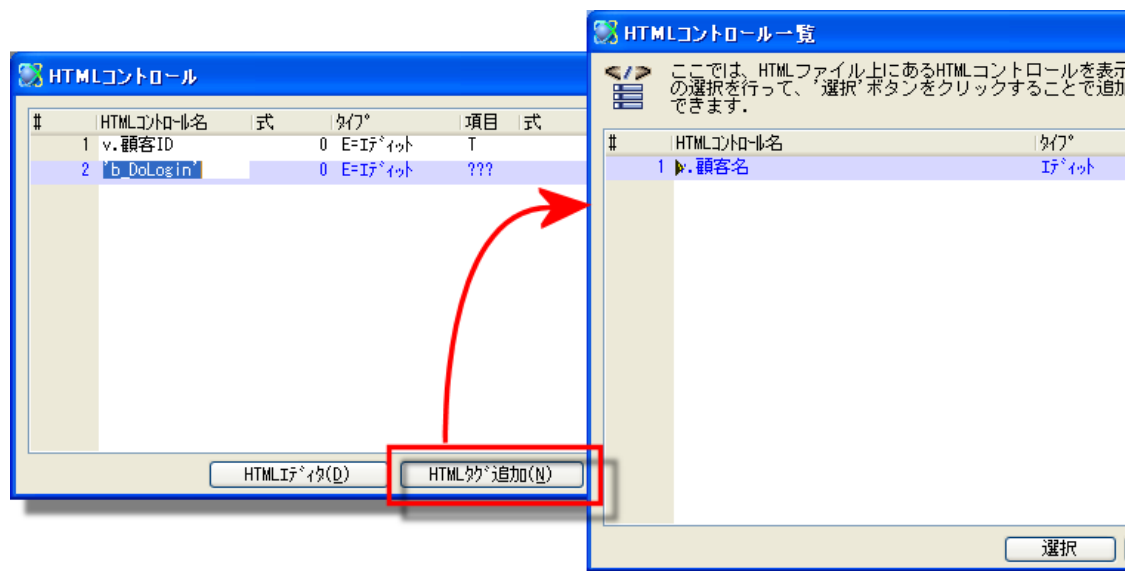 HTMLコントロール
# HTMLｺﾝﾄﾛｰﾙ名 式 ﾀｲﾌﾟ 項目 式
1 v.顧客ID 0 E=ｴﾃﾞｨｯﾄ T
2 'b_DoLogin' 0 E=ｴﾃﾞｨｯﾄ ???
HTMLｴﾃﾞｨﾀ(D) HTMLﾀｸﾞ追加(N)
HTMLコントロール一覧
ここでは、HTMLファイル上にあるHTMLコントロールを表示
の選択を行って、'選択'ボタンをクリックすることで追加
できます.
# HTMLｺﾝﾄﾛｰﾙ名 ﾀｲﾌﾟ
1 v.顧客名 ｴﾃﾞｨｯﾄ
選択